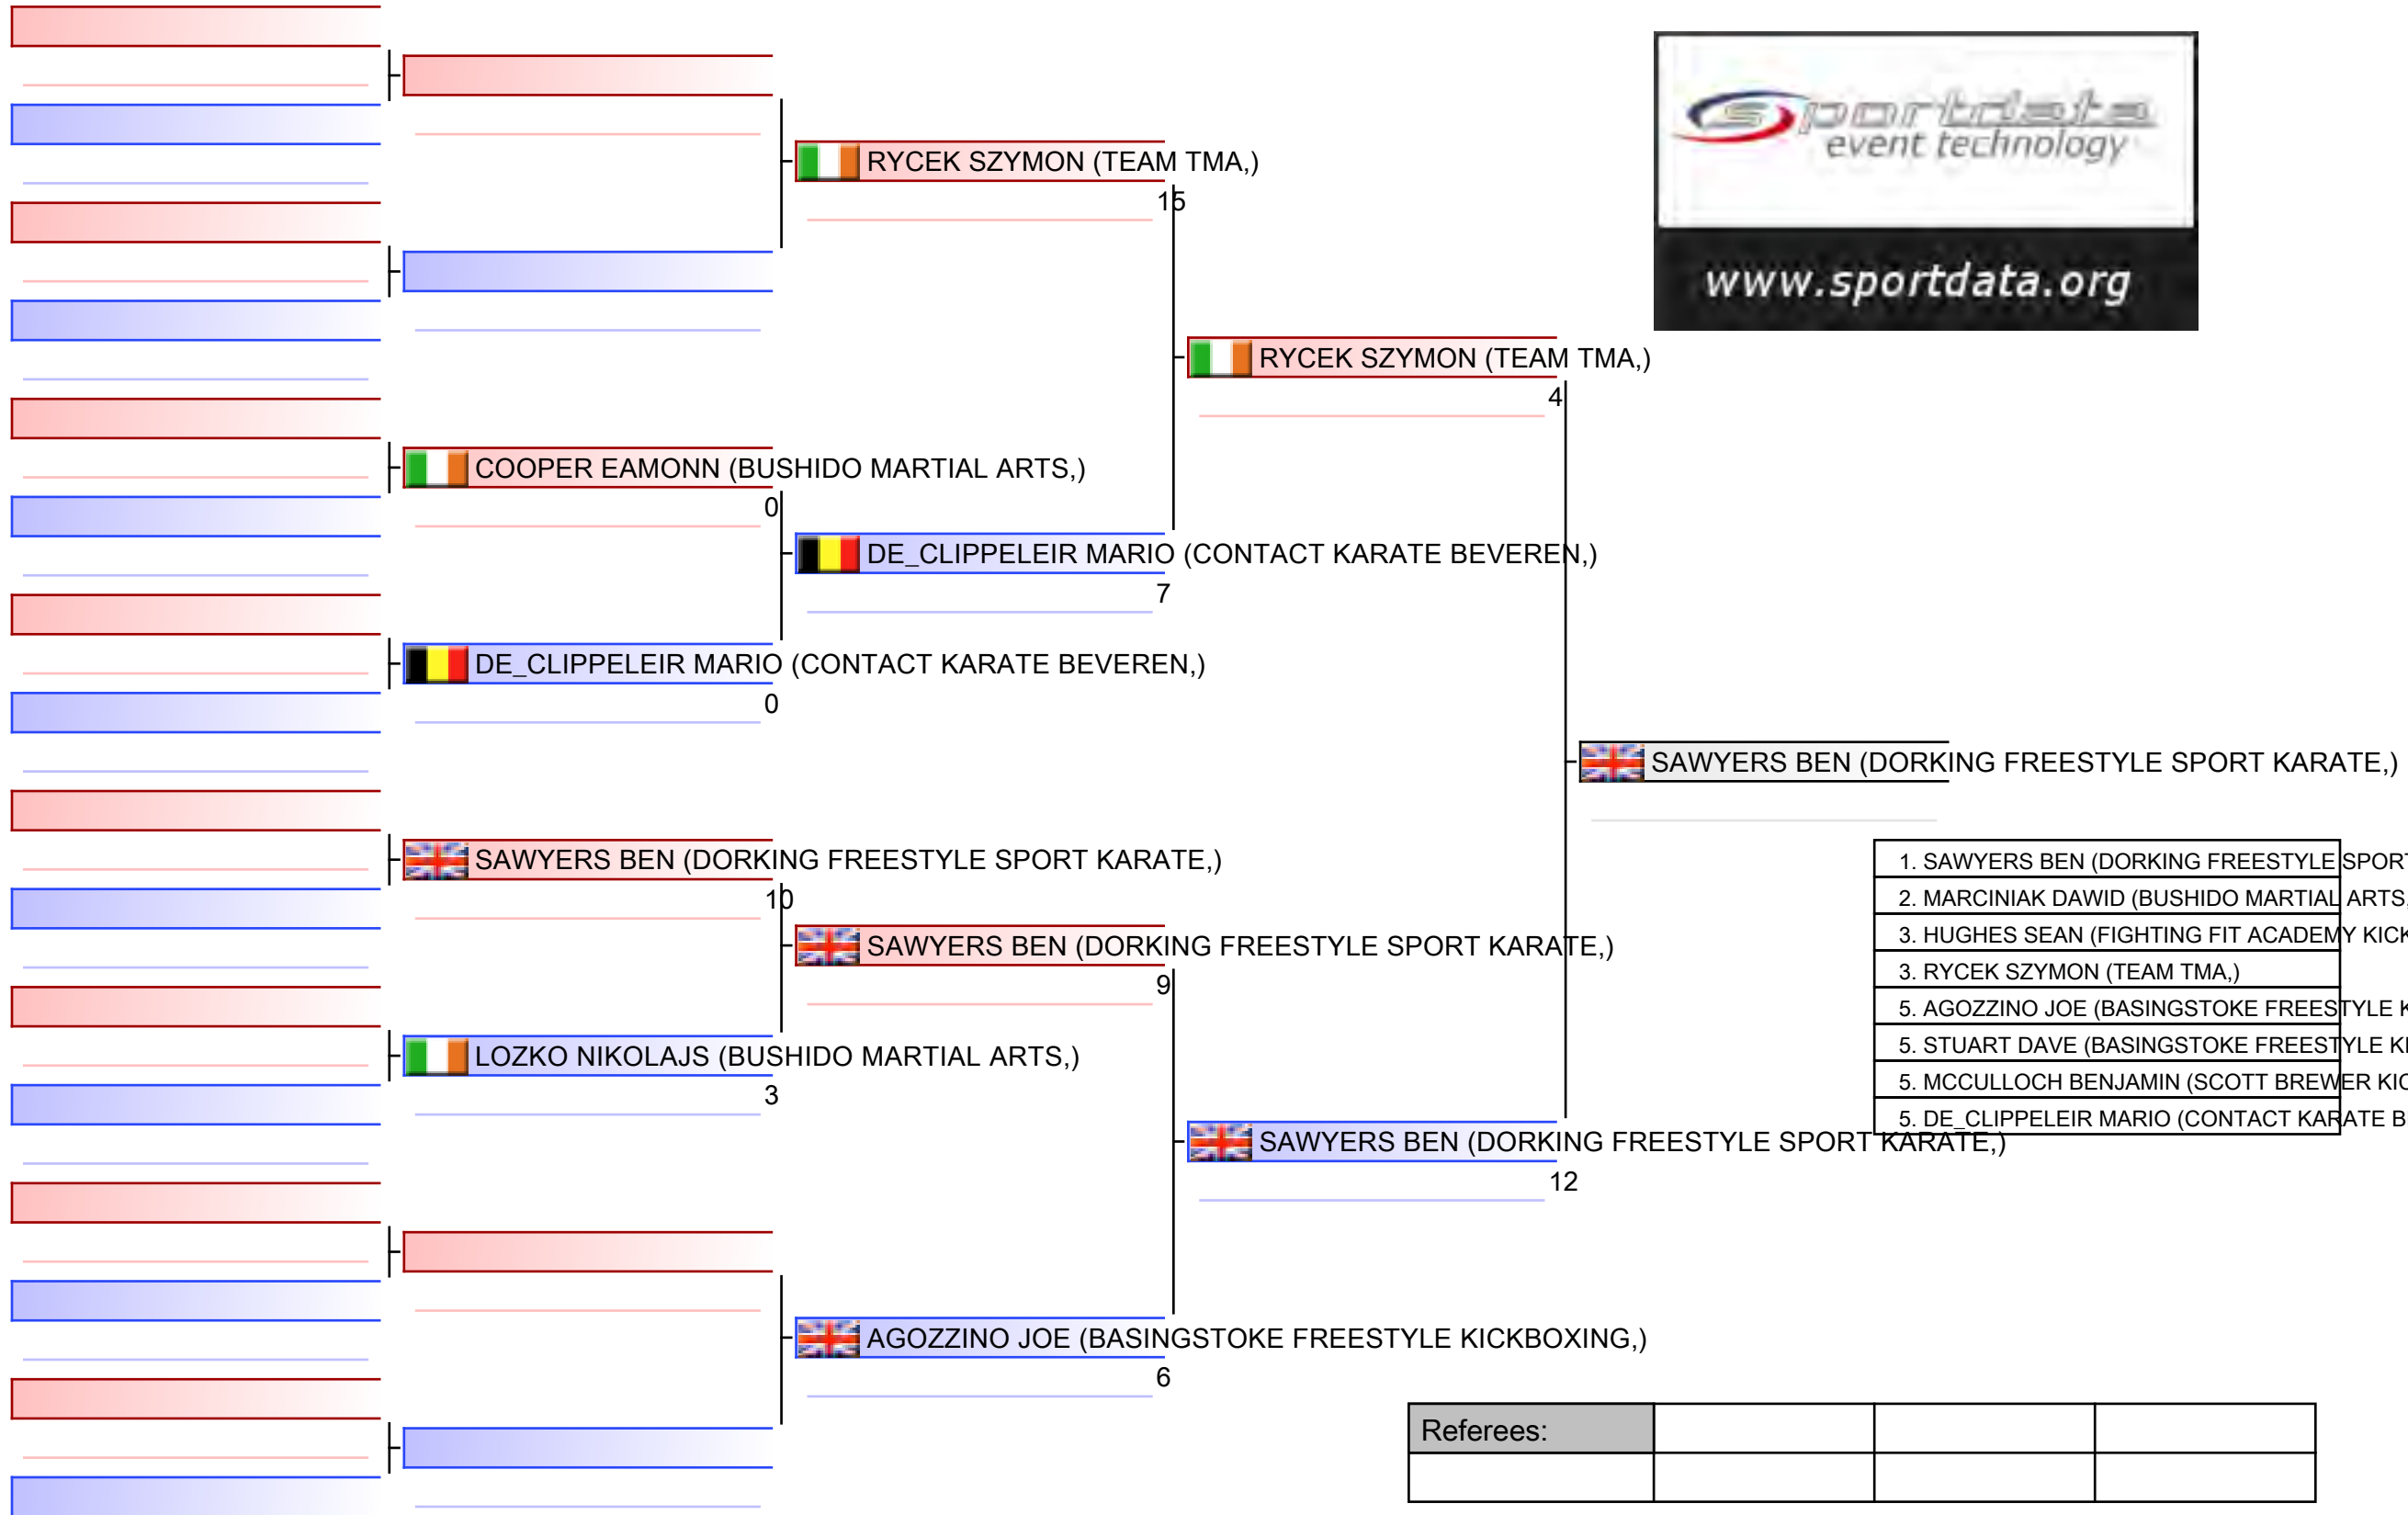 sportdata
event technology
www.sportdata.org
RYCEK SZYMON (TEAM TMA,)
15
RYCEK SZYMON (TEAM TMA,)
4
COOPER EAMONN (BUSHIDO MARTIAL ARTS,)
0
DE_CLIPPELEIR MARIO (CONTACT KARATE BEVEREN,)
7
DE_CLIPPELEIR MARIO (CONTACT KARATE BEVEREN,)
0
SAWYERS BEN (DORKING FREESTYLE SPORT KARATE,)
SAWYERS BEN (DORKING FREESTYLE SPORT KARATE,)
10
SAWYERS BEN (DORKING FREESTYLE SPORT KARATE,)
9
LOZKO NIKOLAJS (BUSHIDO MARTIAL ARTS,)
3
SAWYERS BEN (DORKING FREESTYLE SPORT KARATE,)
12
AGOZZINO JOE (BASINGSTOKE FREESTYLE KICKBOXING,)
6
1. SAWYERS BEN (DORKING FREESTYLE SPORT
2. MARCINIAK DAWID (BUSHIDO MARTIAL ARTS,
3. HUGHES SEAN (FIGHTING FIT ACADEMY KICK
3. RYCEK SZYMON (TEAM TMA,)
5. AGOZZINO JOE (BASINGSTOKE FREESTYLE K
5. STUART DAVE (BASINGSTOKE FREESTYLE KI
5. MCCULLOCH BENJAMIN (SCOTT BREWER KIC
5. DE_CLIPPELEIR MARIO (CONTACT KARATE B
Referees: